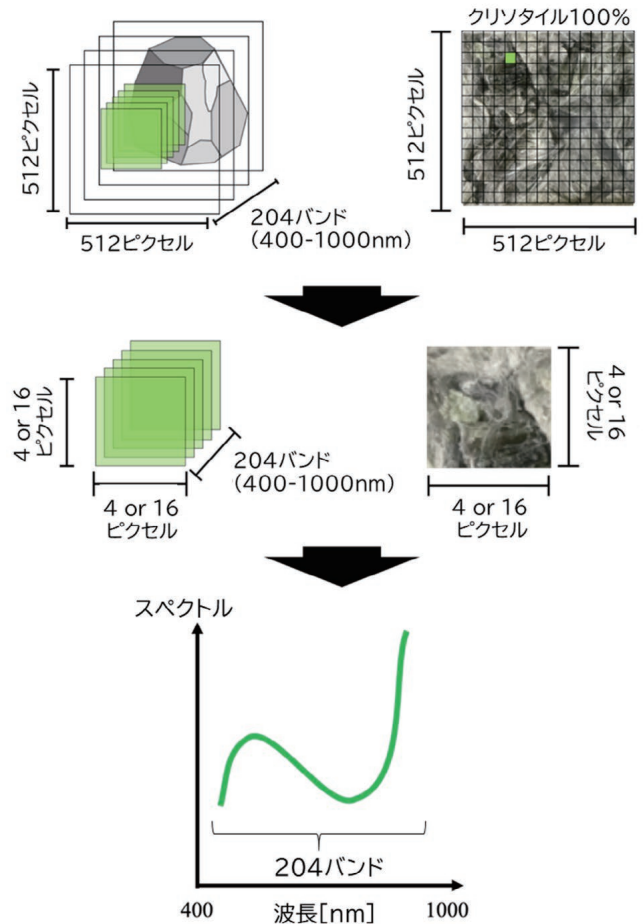 クリソタイル100%
512ピクセル
512ピクセル
204バンド
(400-1000nm)
512ピクセル
512ピクセル
4 or 16
ピクセル
204バンド
(400-1000nm)
4 or 16
ピクセル
4 or 16
ピクセル
4 or 16
ピクセル
スペクトル
204バンド
400
波長[nm]
1000